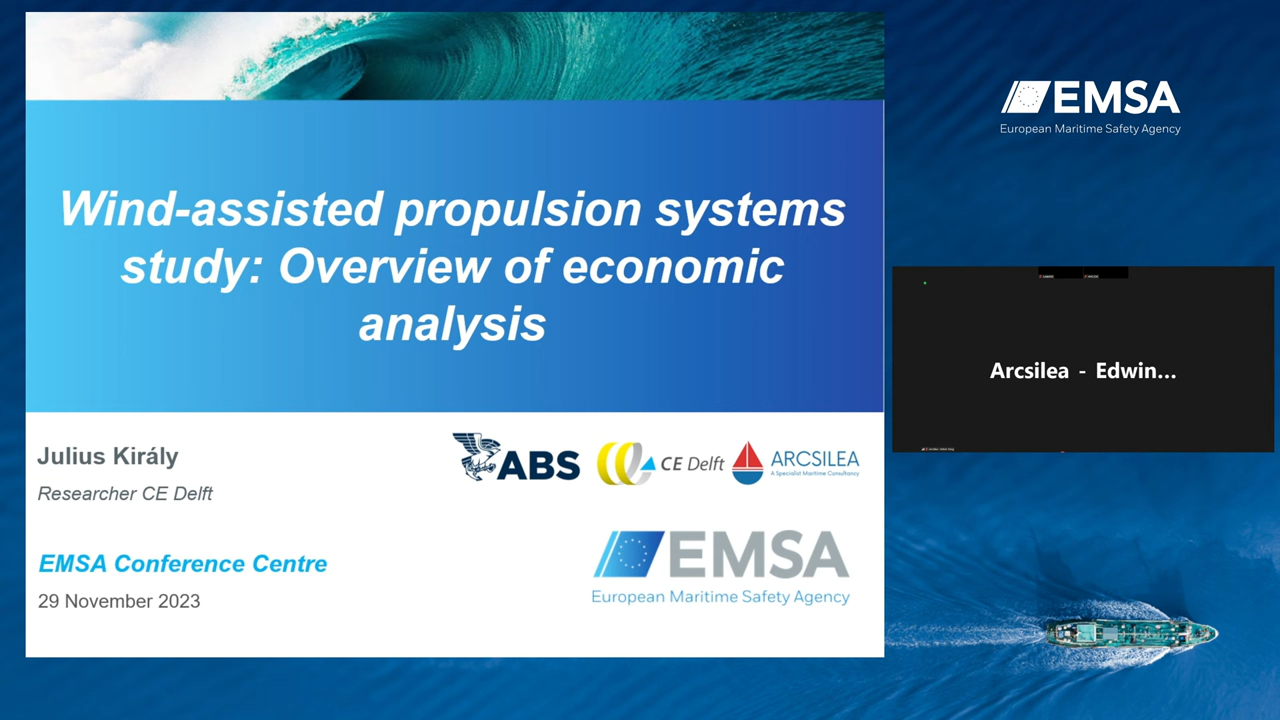 Wind-assisted propulsion systems
study: Overview of economic
analysis
Julius Király
Researcher CE Delft
EMSA Conference Centre
29 November 2023
ABS
CE Delft
ARCSILEA
A Specialist Maritime Consultancy
EMSA
European Maritime Safety Agency
EMSA
European Maritime Safety Agency
Arcsilea - Edwin...